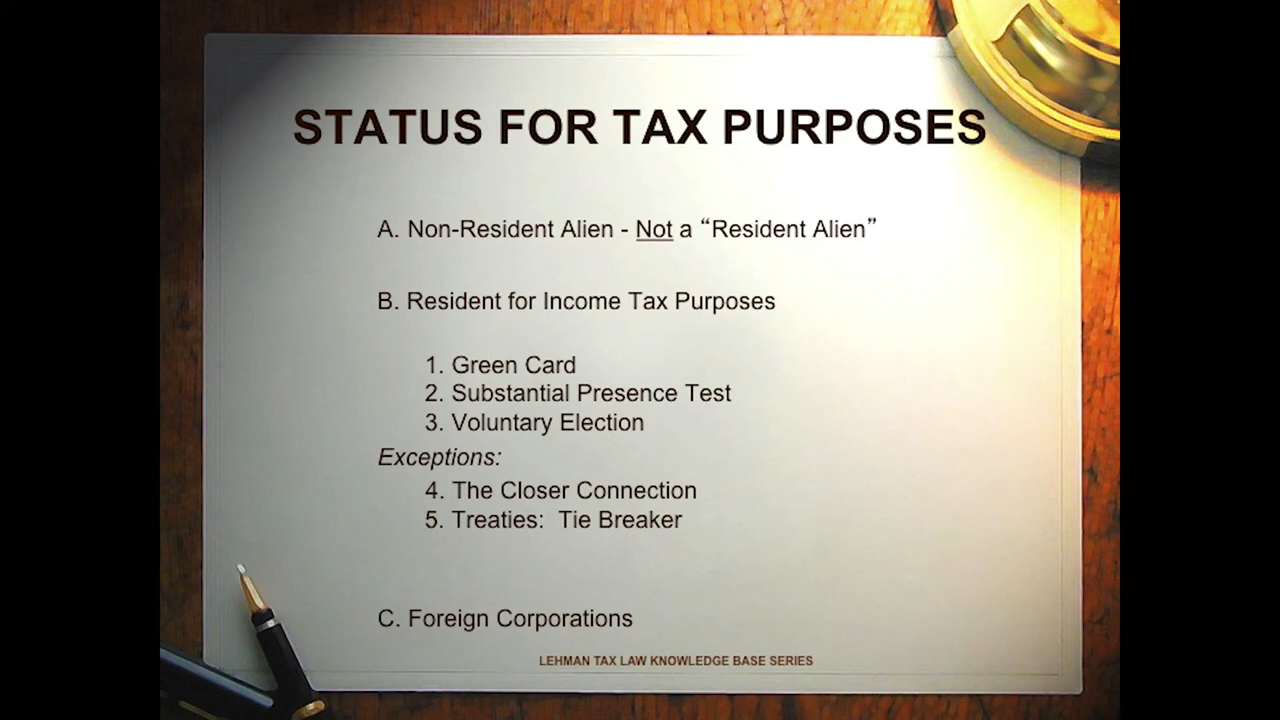 STATUS FOR TAX PURPOSES
A. Non-Resident Alien - Not a “Resident Alien”
B. Resident for Income Tax Purposes
1. Green Card
2. Substantial Presence Test
3. Voluntary Election
Exceptions:
4. The Closer Connection
5. Treaties:  Tie Breaker
C. Foreign Corporations
LEHMAN TAX LAW KNOWLEDGE BASE SERIES